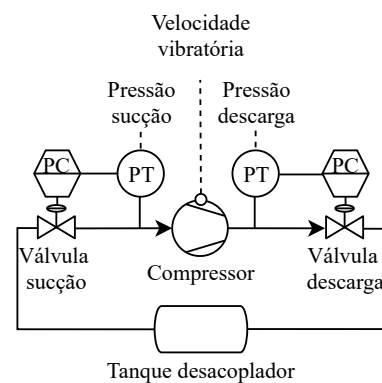 Velocidade
vibratória
Pressão
sucção
Pressão
descarga
PC
PT
PT
PC
Válvula
sucção
Compressor
Válvula
descarga
Tanque desacoplador